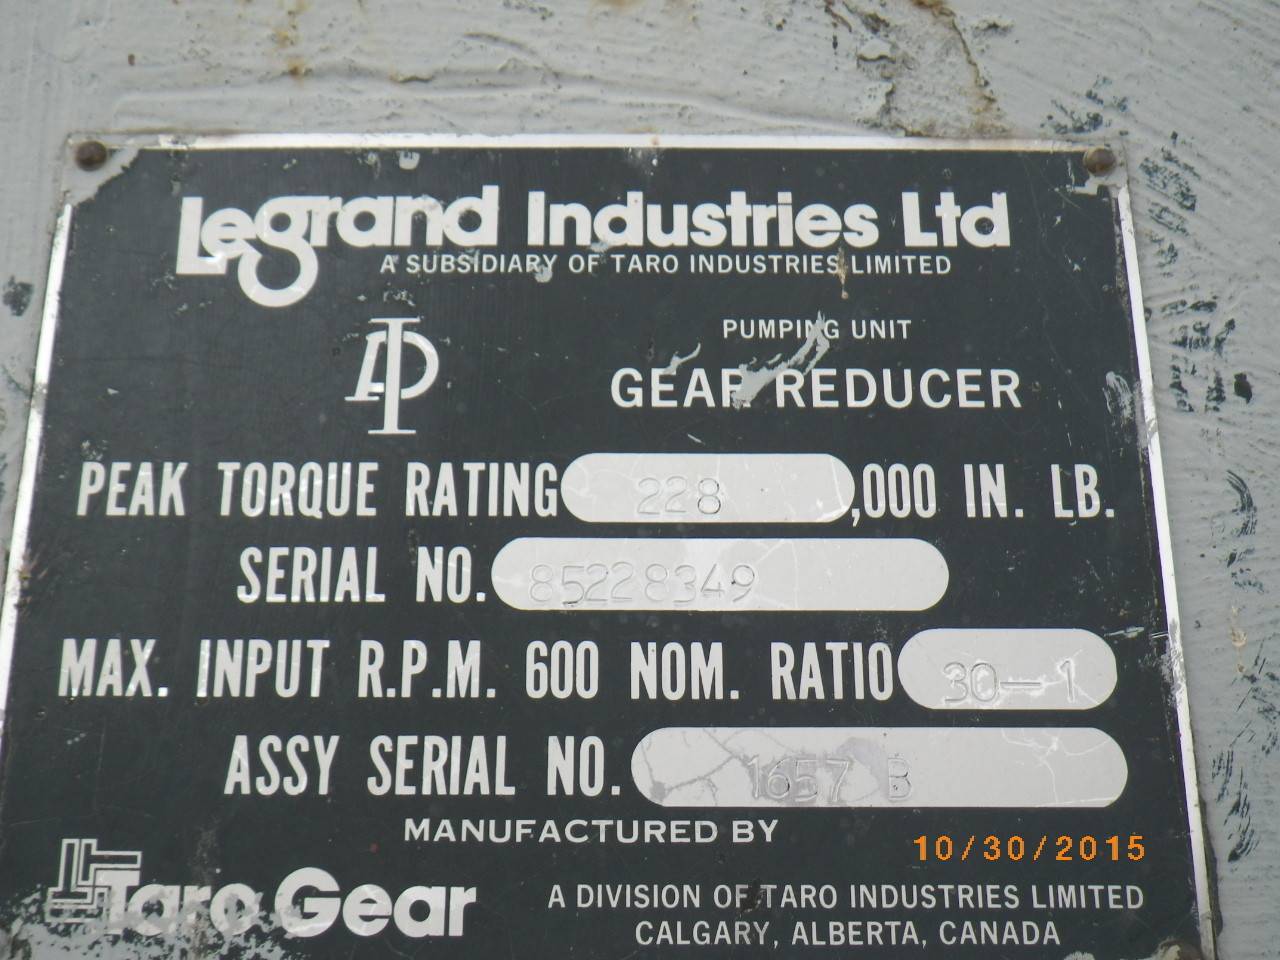 Legrand Industries Ltd
A SUBSIDIARY OF TARO INDUSTRIES LIMITED
PUMPING UNIT
GEAR REDUCER
PEAK TORQUE RATING 228 ,000 IN. LB.
SERIAL NO. 85228349
MAX. INPUT R.P.M. 600 NOM. RATIO 30-1
ASSY SERIAL NO. 1657 B
MANUFACTURED BY
10/30/2015
Taro Gear
A DIVISION OF TARO INDUSTRIES LIMITED
CALGARY, ALBERTA, CANADA